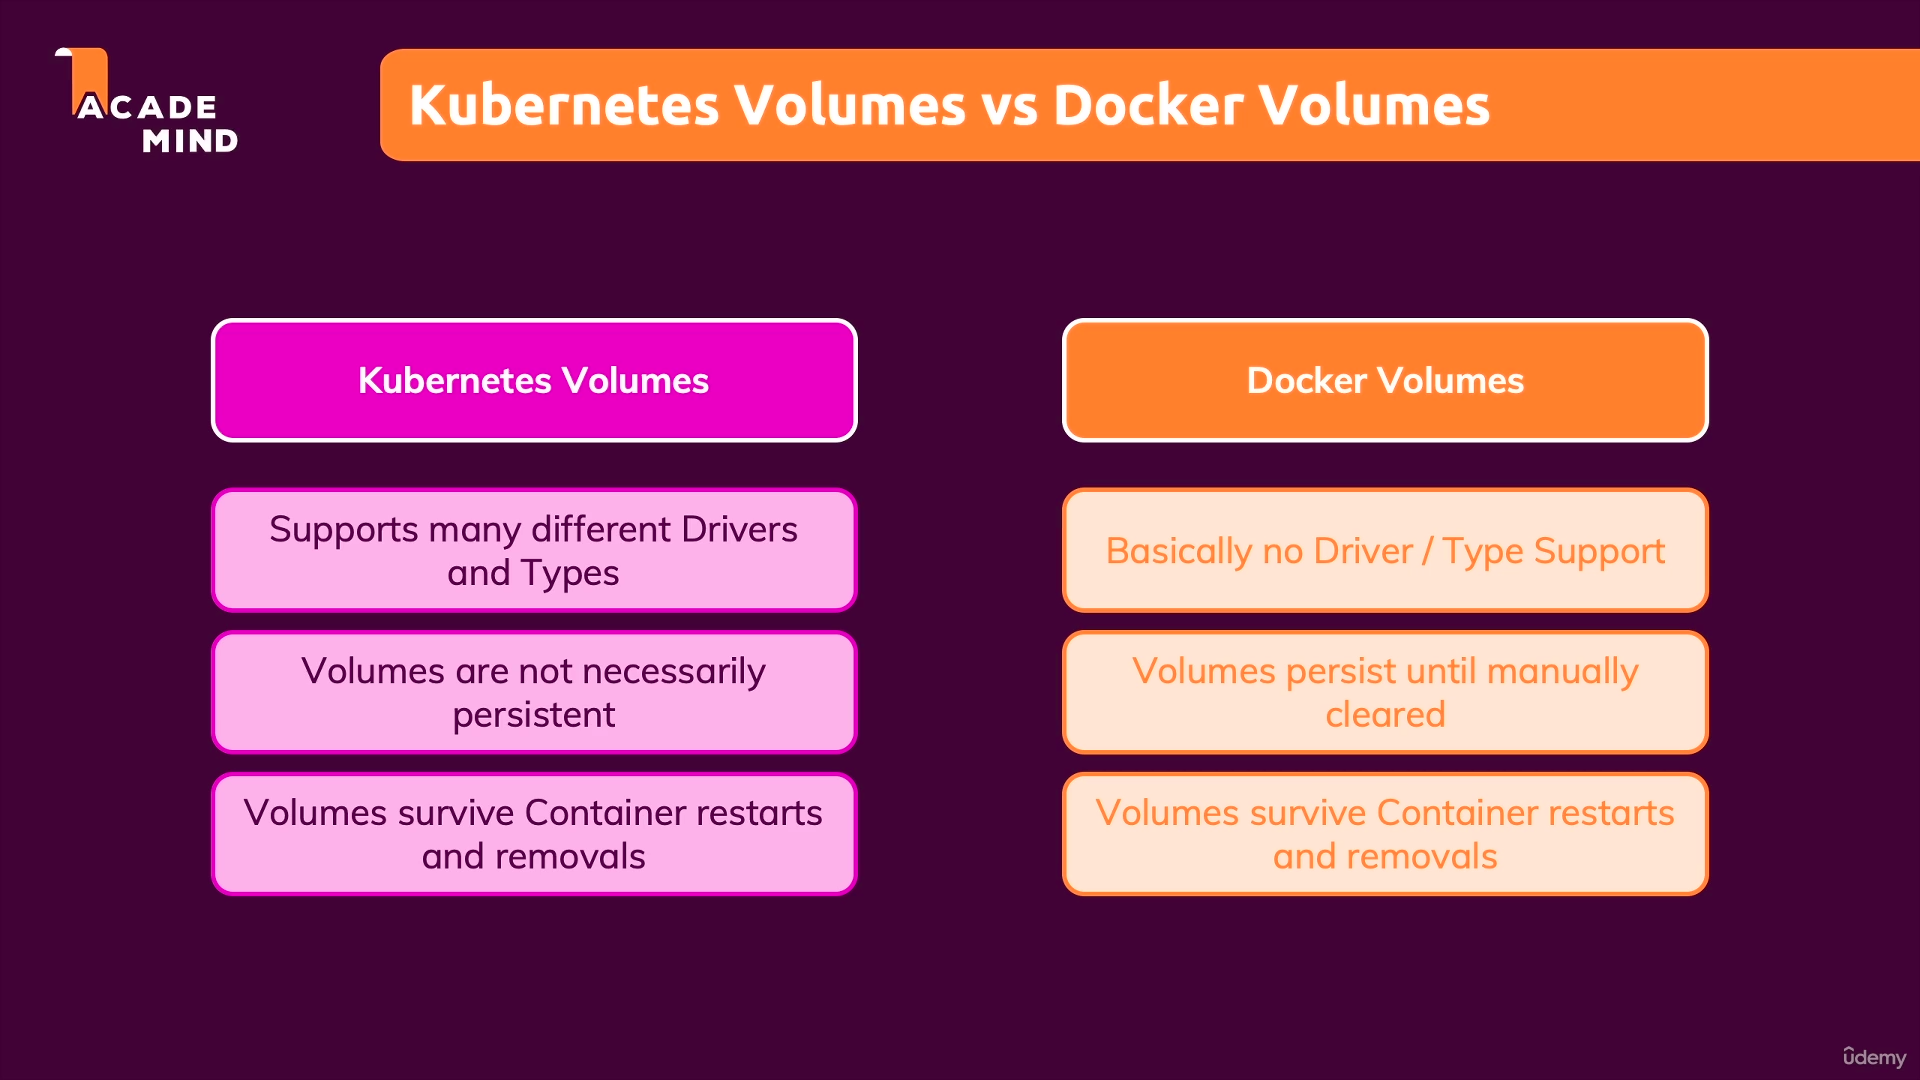 ACADE
MIND
Kubernetes Volumes vs Docker Volumes
Kubernetes Volumes
Supports many different Drivers
and Types
Volumes are not necessarily
persistent
Volumes survive Container restarts
and removals
Docker Volumes
Basically no Driver / Type Support
Volumes persist until manually
cleared
Volumes survive Container restarts
and removals
udemy